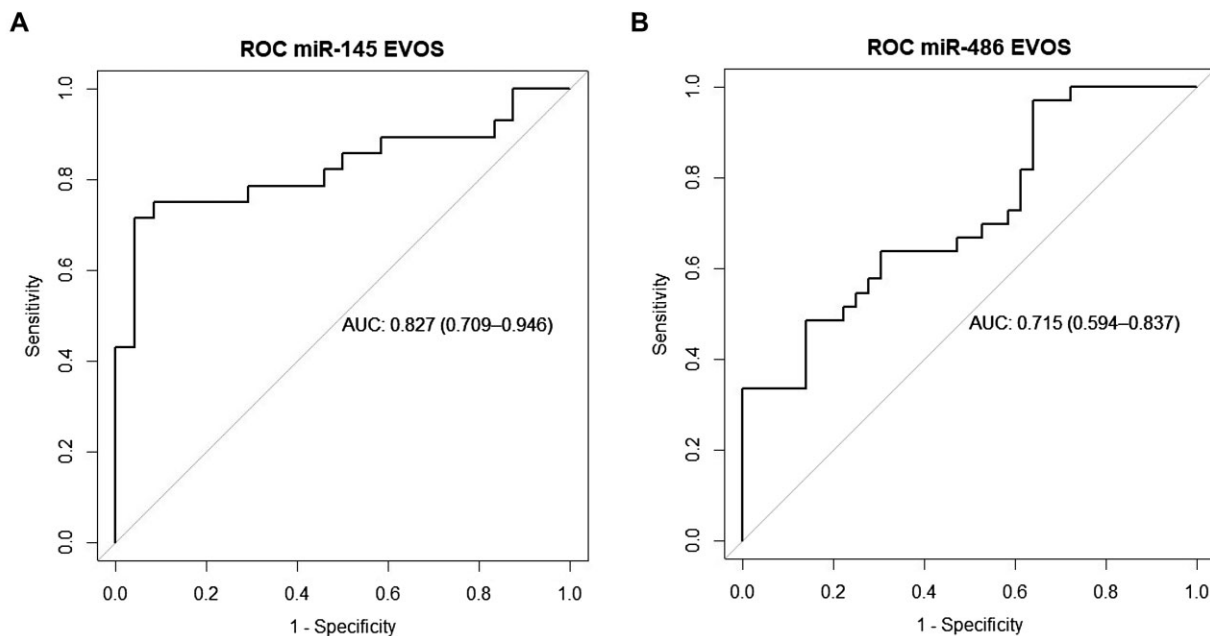 A
ROC miR-145 EVOS
Sensitivity
1.0
0.8
0.6
0.4
0.2
0.0
AUC: 0.827 (0.709–0.946)
0.0 0.2 0.4 0.6 0.8 1.0
1 - Specificity
B
ROC miR-486 EVOS
Sensitivity
1.0
0.8
0.6
0.4
0.2
0.0
AUC: 0.715 (0.594–0.837)
0.0 0.2 0.4 0.6 0.8 1.0
1 - Specificity